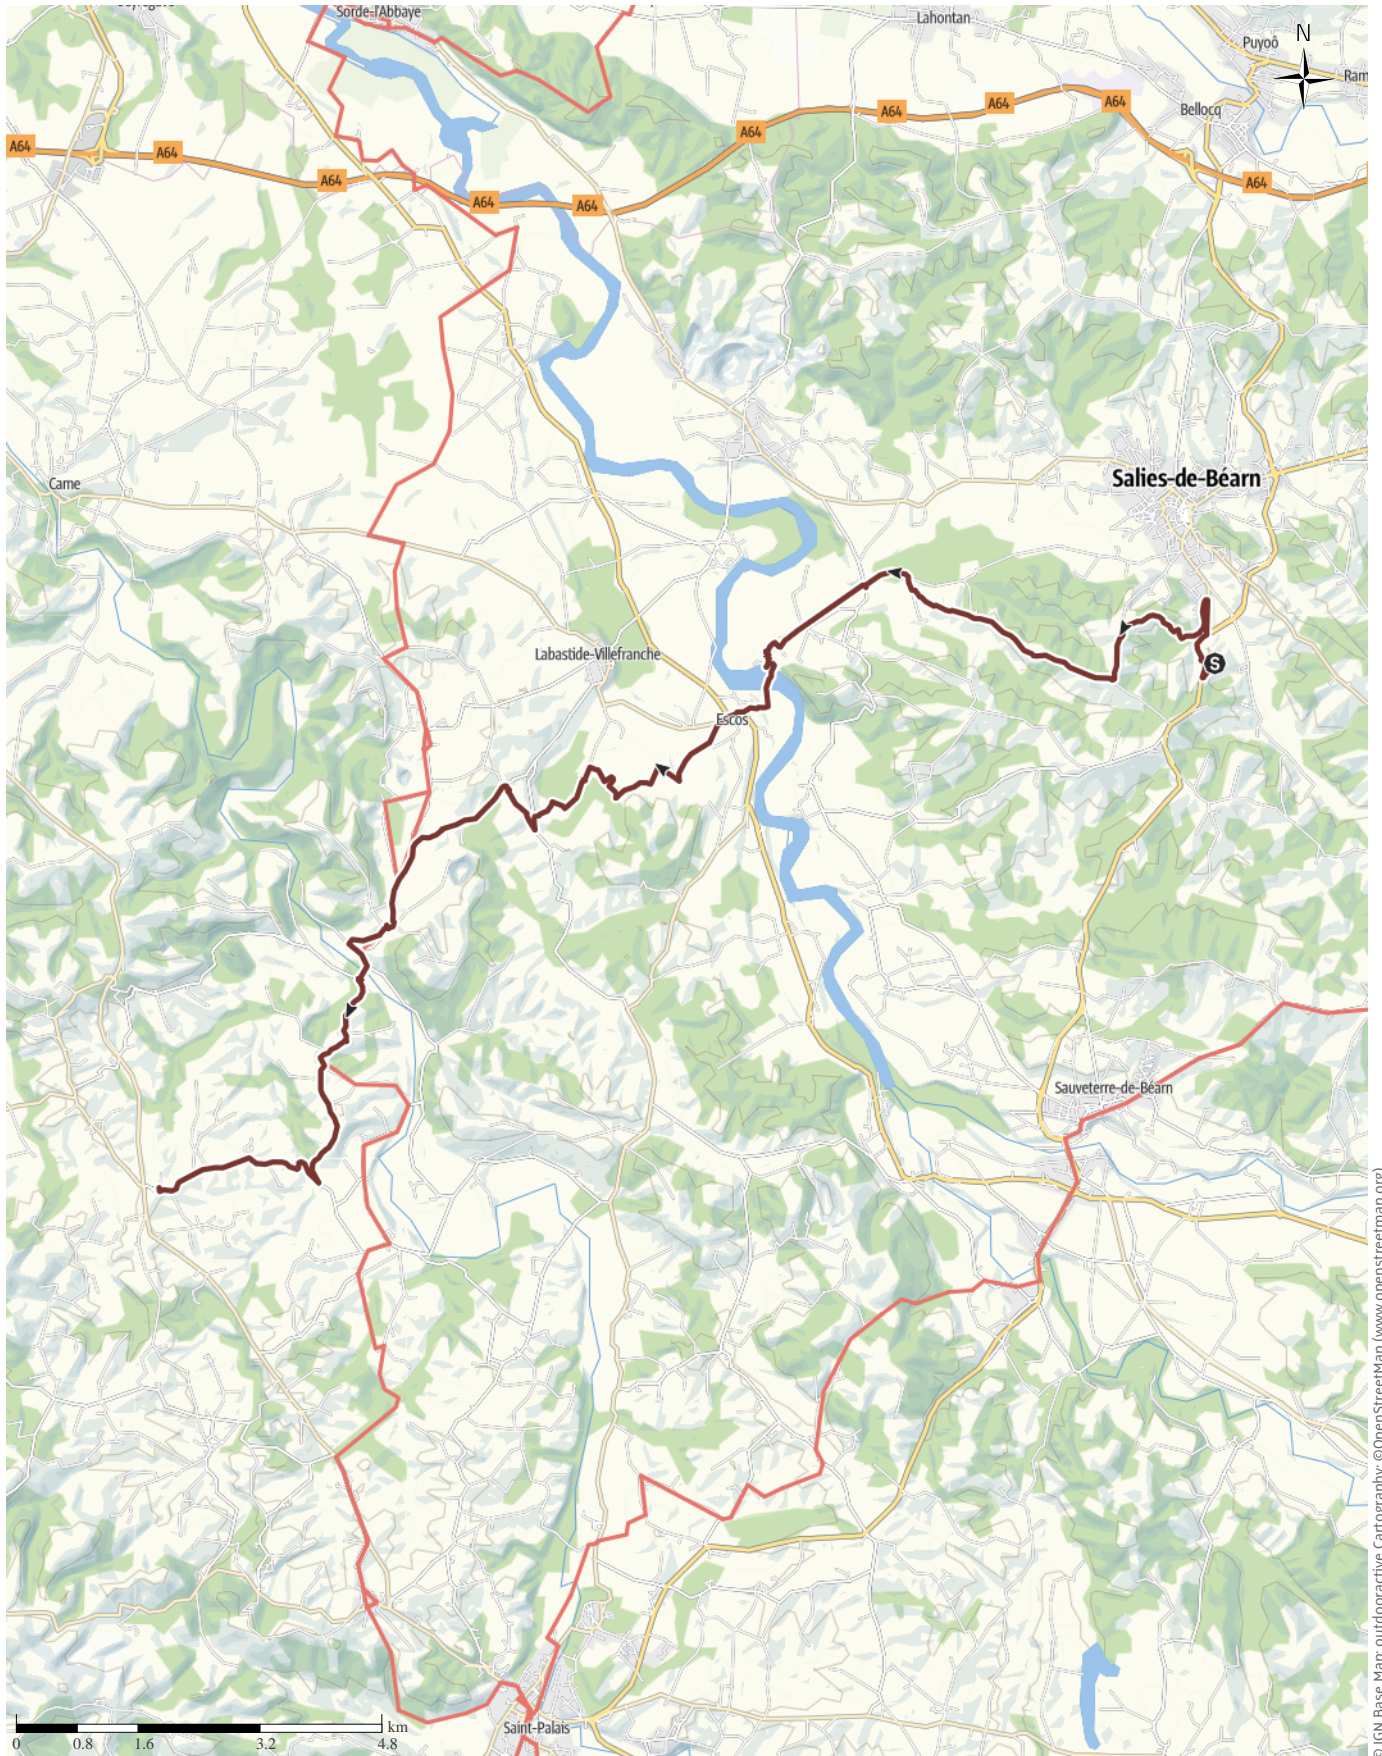 Sorde-l'Abbaye
Lahontan
N
Puyoô
Ram
Bellocq
A64
A64
A64
A64
A64
A64
A64
A64
A64
A64
Salies-de-Béarn
Came
Labastide-Villefranche
S
Escos
Sauveterre-de-Béarn
Saint-Palais
km
0 0.8 1.6 3.2 4.8
© IGN Base Map: outdooractive Cartography: ©OpenStreetMap (www.openstreetmap.org)